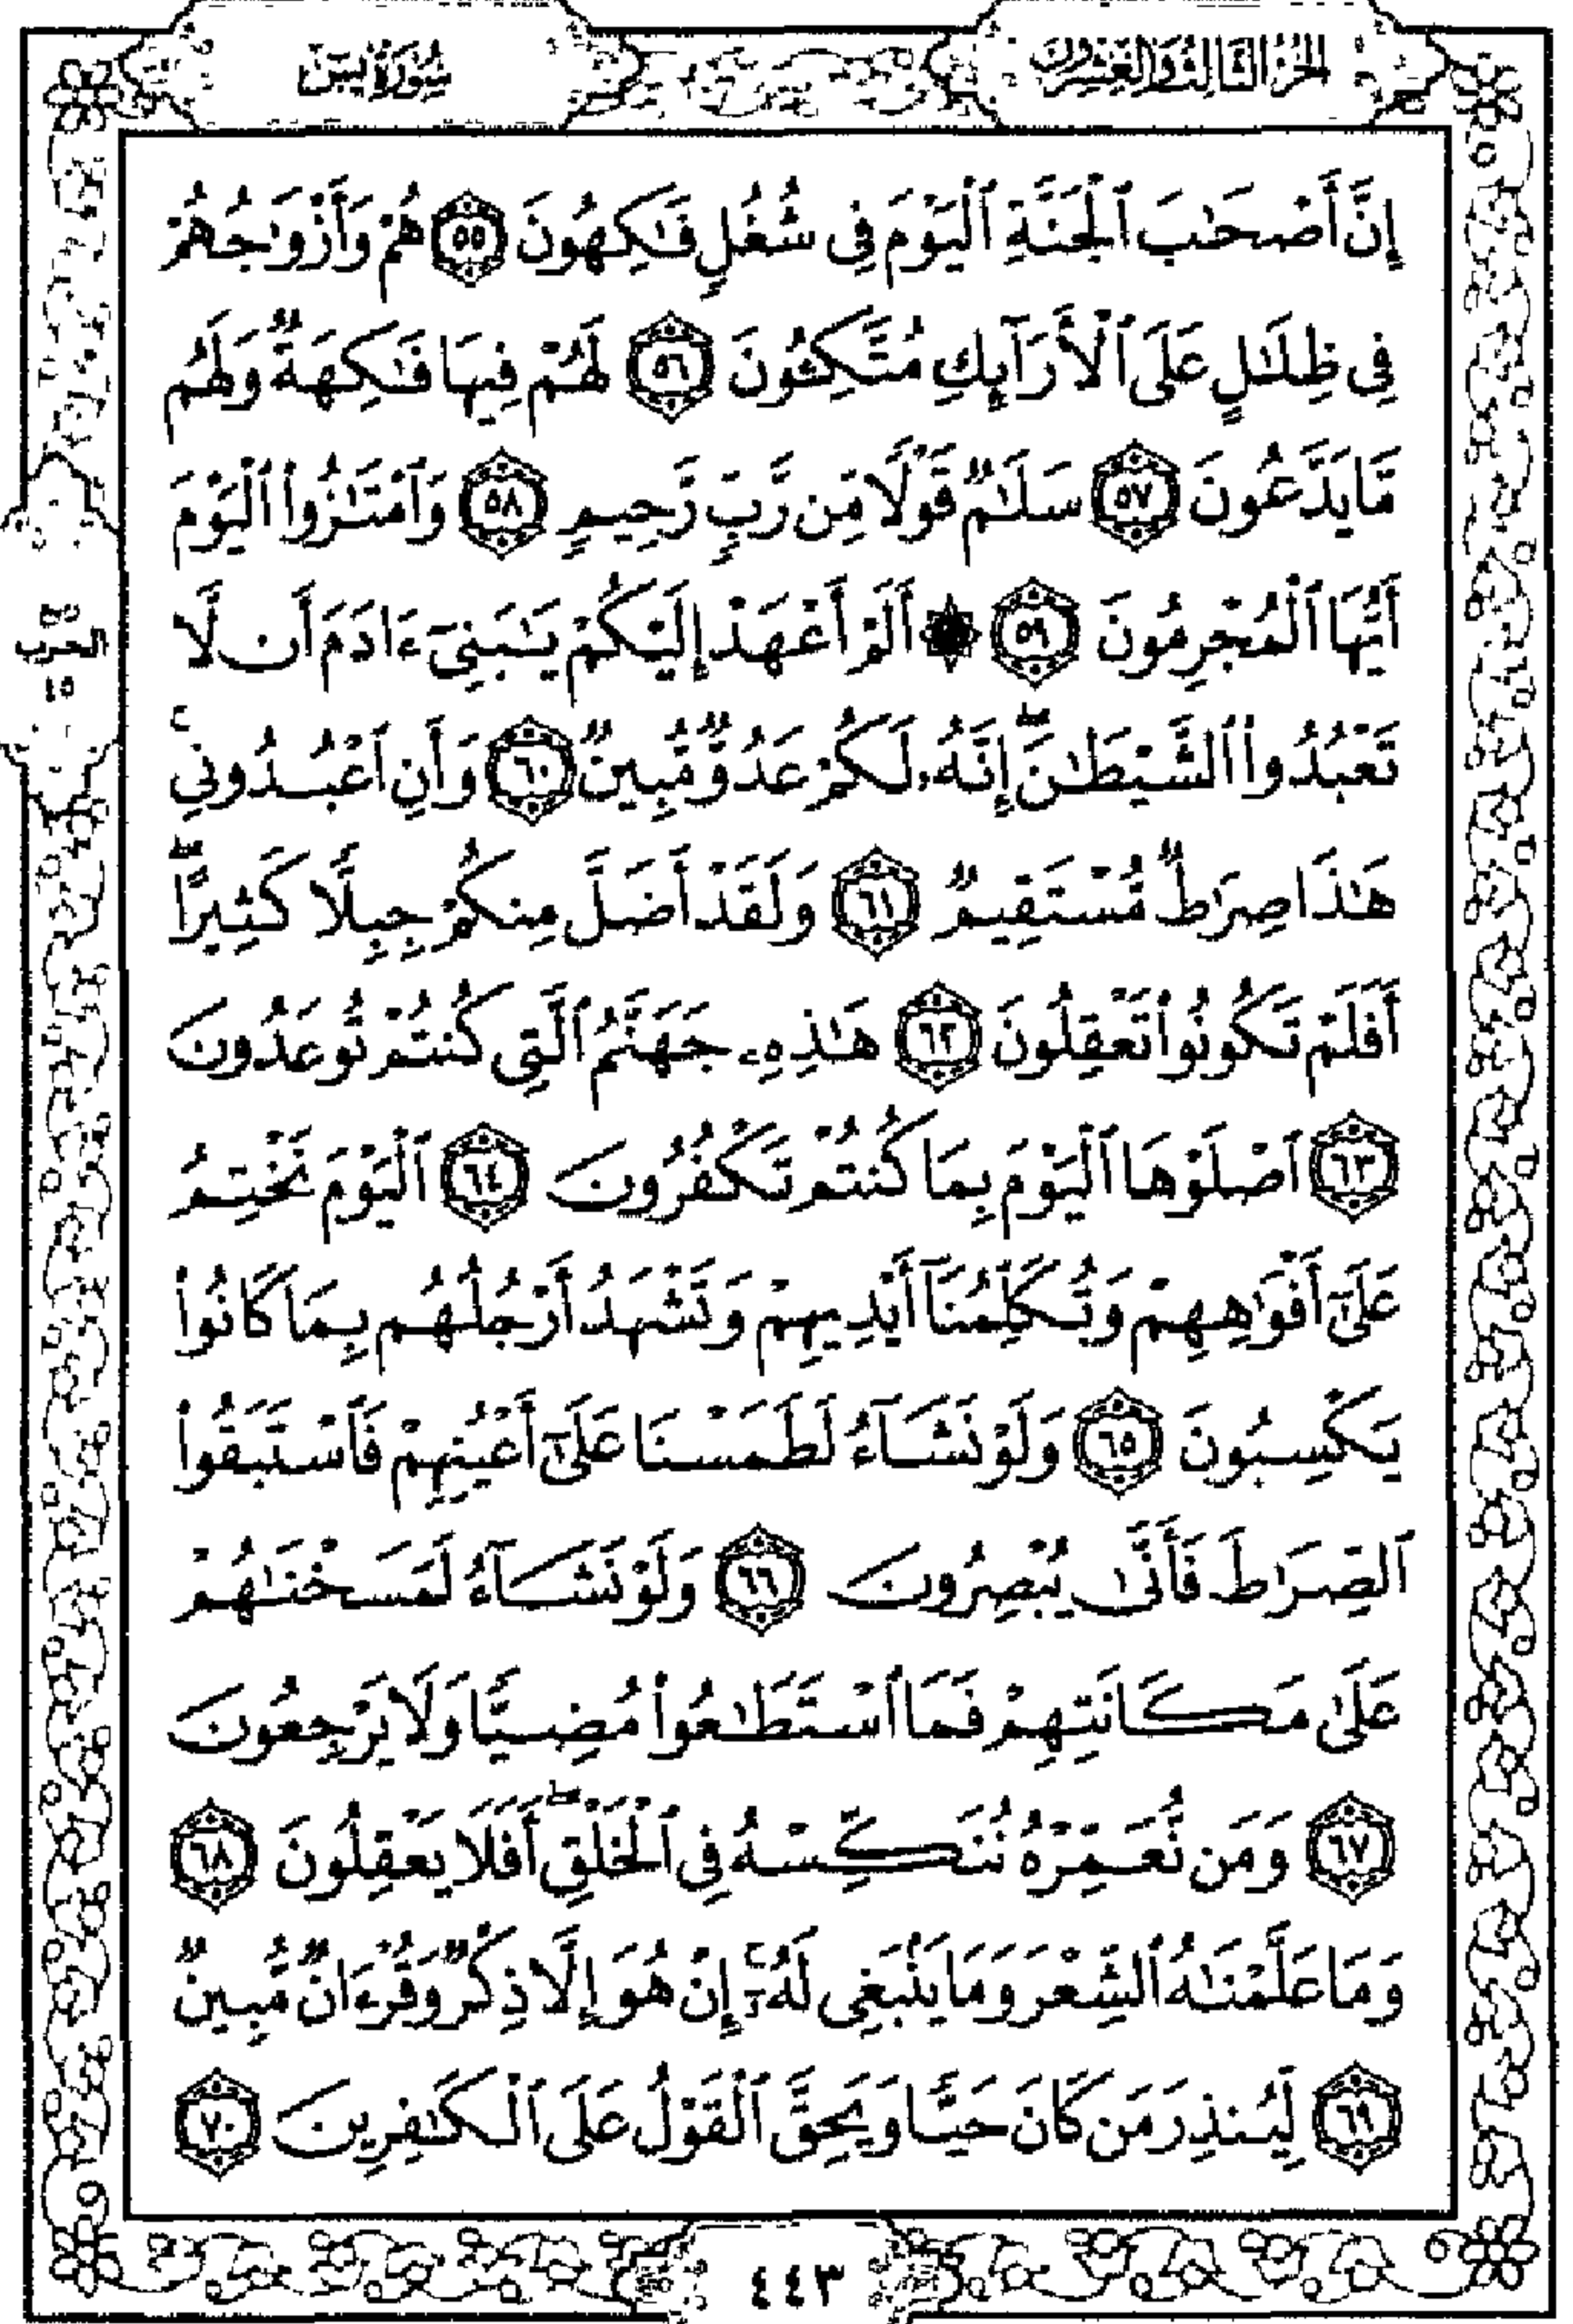 الجزء الثالث والعشرون
سورة يس
إِنَّ أَصْحَٰبَ ٱلْجَنَّةِ ٱلْيَوْمَ فِى شُغُلٍ فَٰكِهُونَ ٥٥ هُمْ وَأَزْوَٰجُهُمْ
فِى ظِلَٰلٍ عَلَى ٱلْأَرَآئِكِ مُتَّكِـُٔونَ ٥٦ لَهُمْ فِيهَا فَٰكِهَةٌ وَلَهُم
مَّا يَدَّعُونَ ٥٧ سَلَٰمٌ قَوْلًا مِّن رَّبٍّ رَّحِيمٍ ٥٨ وَٱمْتَٰزُوا۟ ٱلْيَوْمَ
أَيُّهَا ٱلْمُجْرِمُونَ ٥٩ ۞ أَلَمْ أَعْهَدْ إِلَيْكُمْ يَٰبَنِىٓ ءَادَمَ أَن لَّا
تَعْبُدُوا۟ ٱلشَّيْطَٰنَ ۖ إِنَّهُۥ لَكُمْ عَدُوٌّ مُّبِينٌ ٦٠ وَأَنِ ٱعْبُدُونِى ۚ
هَٰذَا صِرَٰطٌ مُّسْتَقِيمٌ ٦١ وَلَقَدْ أَضَلَّ مِنكُمْ جِبِلًّا كَثِيرًا ۖ
أَفَلَمْ تَكُونُوا۟ تَعْقِلُونَ ٦٢ هَٰذِهِۦ جَهَنَّمُ ٱلَّتِى كُنتُمْ تُوعَدُونَ
٦٣ ٱصْلَوْهَا ٱلْيَوْمَ بِمَا كُنتُمْ تَكْفُرُونَ ٦٤ ٱلْيَوْمَ نَخْتِمُ
عَلَىٰٓ أَفْوَٰهِهِمْ وَتُكَلِّمُنَآ أَيْدِيهِمْ وَتَشْهَدُ أَرْجُلُهُم بِمَا كَانُوا۟
يَكْسِبُونَ ٦٥ وَلَوْ نَشَآءُ لَطَمَسْنَا عَلَىٰٓ أَعْيُنِهِمْ فَٱسْتَبَقُوا۟
ٱلصِّرَٰطَ فَأَنَّىٰ يُبْصِرُونَ ٦٦ وَلَوْ نَشَآءُ لَمَسَخْنَٰهُمْ
عَلَىٰ مَكَانَتِهِمْ فَمَا ٱسْتَطَٰعُوا۟ مُضِيًّا وَلَا يَرْجِعُونَ
٦٧ وَمَن نُّعَمِّرْهُ نُنَكِّسْهُ فِى ٱلْخَلْقِ ۖ أَفَلَا يَعْقِلُونَ ٦٨
وَمَا عَلَّمْنَٰهُ ٱلشِّعْرَ وَمَا يَنۢبَغِى لَهُۥٓ ۚ إِنْ هُوَ إِلَّا ذِكْرٌ وَقُرْءَانٌ مُّبِينٌ
٦٩ لِّيُنذِرَ مَن كَانَ حَيًّا وَيَحِقَّ ٱلْقَوْلُ عَلَى ٱلْكَٰفِرِينَ ٧٠
الحزب
٤٥
٤٤٣